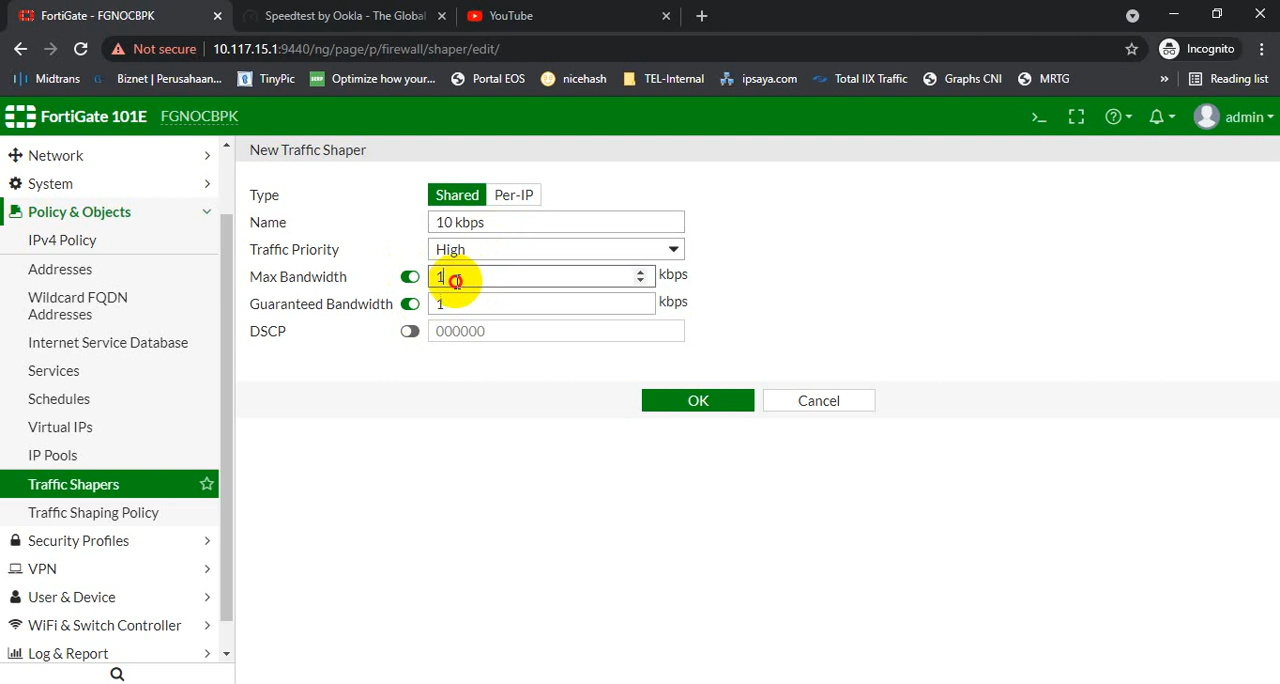 FortiGate - FGNOCBPK
Speedtest by Ookla - The Global
YouTube
Not secure
10.117.15.1:9440/ng/page/p/firewall/shaper/edit/
Incognito
Midtrans
Biznet | Perusahaan...
TinyPic
Optimize how your...
Portal EOS
nicehash
TEL-Internal
ipsaya.com
Total IIX Traffic
Graphs CNI
MRTG
»
Reading list
FortiGate 101E
FGNOCBPK
admin
Network
System
Policy & Objects
IPv4 Policy
Addresses
Wildcard FQDN
Addresses
Internet Service Database
Services
Schedules
Virtual IPs
IP Pools
Traffic Shapers
Traffic Shaping Policy
Security Profiles
VPN
User & Device
WiFi & Switch Controller
Log & Report
New Traffic Shaper
Type Shared Per-IP
Name 10 kbps
Traffic Priority High
Max Bandwidth 1 kbps
Guaranteed Bandwidth 1 kbps
DSCP 000000
OK Cancel